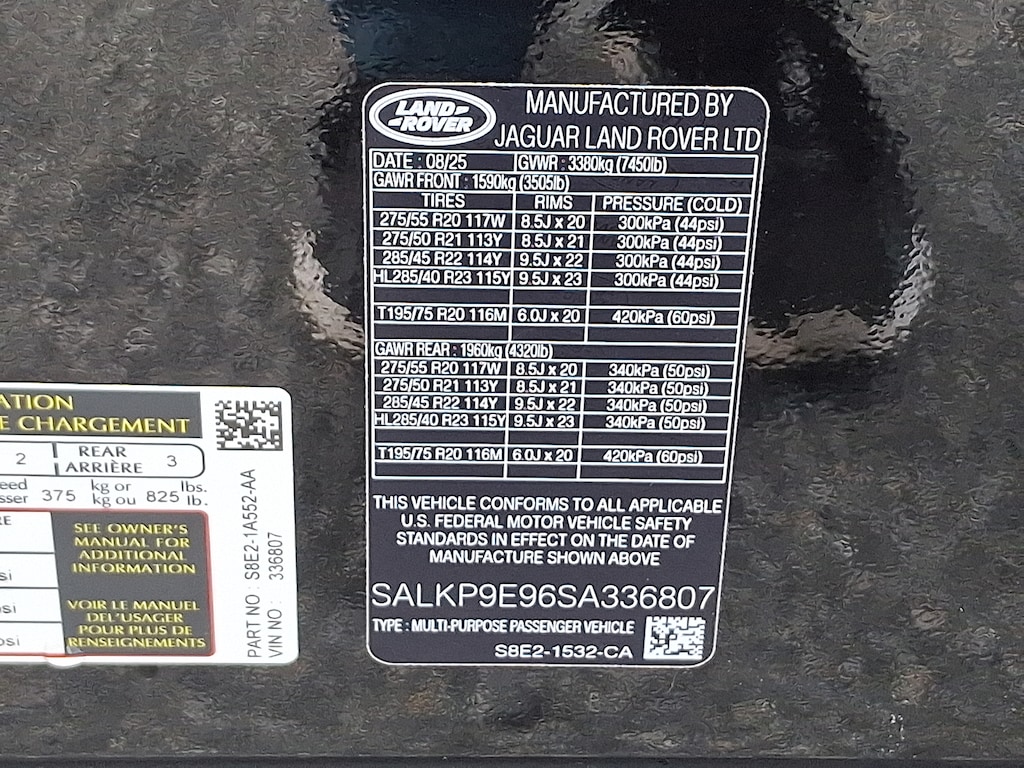 LAND-
-ROVER
MANUFACTURED BY
JAGUAR LAND ROVER LTD
DATE : 08/25 GVWR : 3380kg (7450lb)
GAWR FRONT : 1590kg (3505lb)
TIRES RIMS PRESSURE (COLD)
275/55 R20 117W 8.5J x 20 300kPa (44psi)
275/50 R21 113Y 8.5J x 21 300kPa (44psi)
285/45 R22 114Y 9.5J x 22 300kPa (44psi)
HL285/40 R23 115Y 9.5J x 23 300kPa (44psi)
T195/75 R20 116M 6.0J x 20 420kPa (60psi)
GAWR REAR : 1960kg (4320lb)
275/55 R20 117W 8.5J x 20 340kPa (50psi)
275/50 R21 113Y 8.5J x 21 340kPa (50psi)
285/45 R22 114Y 9.5J x 22 340kPa (50psi)
HL285/40 R23 115Y 9.5J x 23 340kPa (50psi)
T195/75 R20 116M 6.0J x 20 420kPa (60psi)
THIS VEHICLE CONFORMS TO ALL APPLICABLE
U.S. FEDERAL MOTOR VEHICLE SAFETY
STANDARDS IN EFFECT ON THE DATE OF
MANUFACTURE SHOWN ABOVE
SALKP9E96SA336807
TYPE : MULTI-PURPOSE PASSENGER VEHICLE
S8E2-1532-CA
ATION
E CHARGEMENT
2 REAR
ARRIÈRE 3
eed
sser 375 kg or
kg ou 825 lbs.
lb.
RE
SEE OWNER'S
MANUAL FOR
ADDITIONAL
INFORMATION
VOIR LE MANUEL
DEL'USAGER
POUR PLUS DE
RENSEIGNEMENTS
si
osi
osi
PART NO : S8E2-1A552-AA
VIN NO : 336807